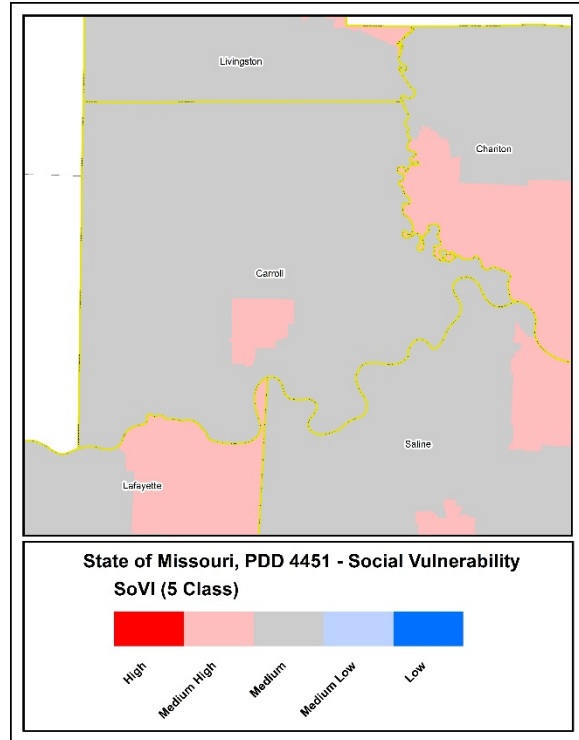 Livingston
Chariton
Carroll
Saline
Lafayette
State of Missouri, PDD 4451 - Social Vulnerability
SoVI (5 Class)
High
Medium High
Medium
Medium Low
Low